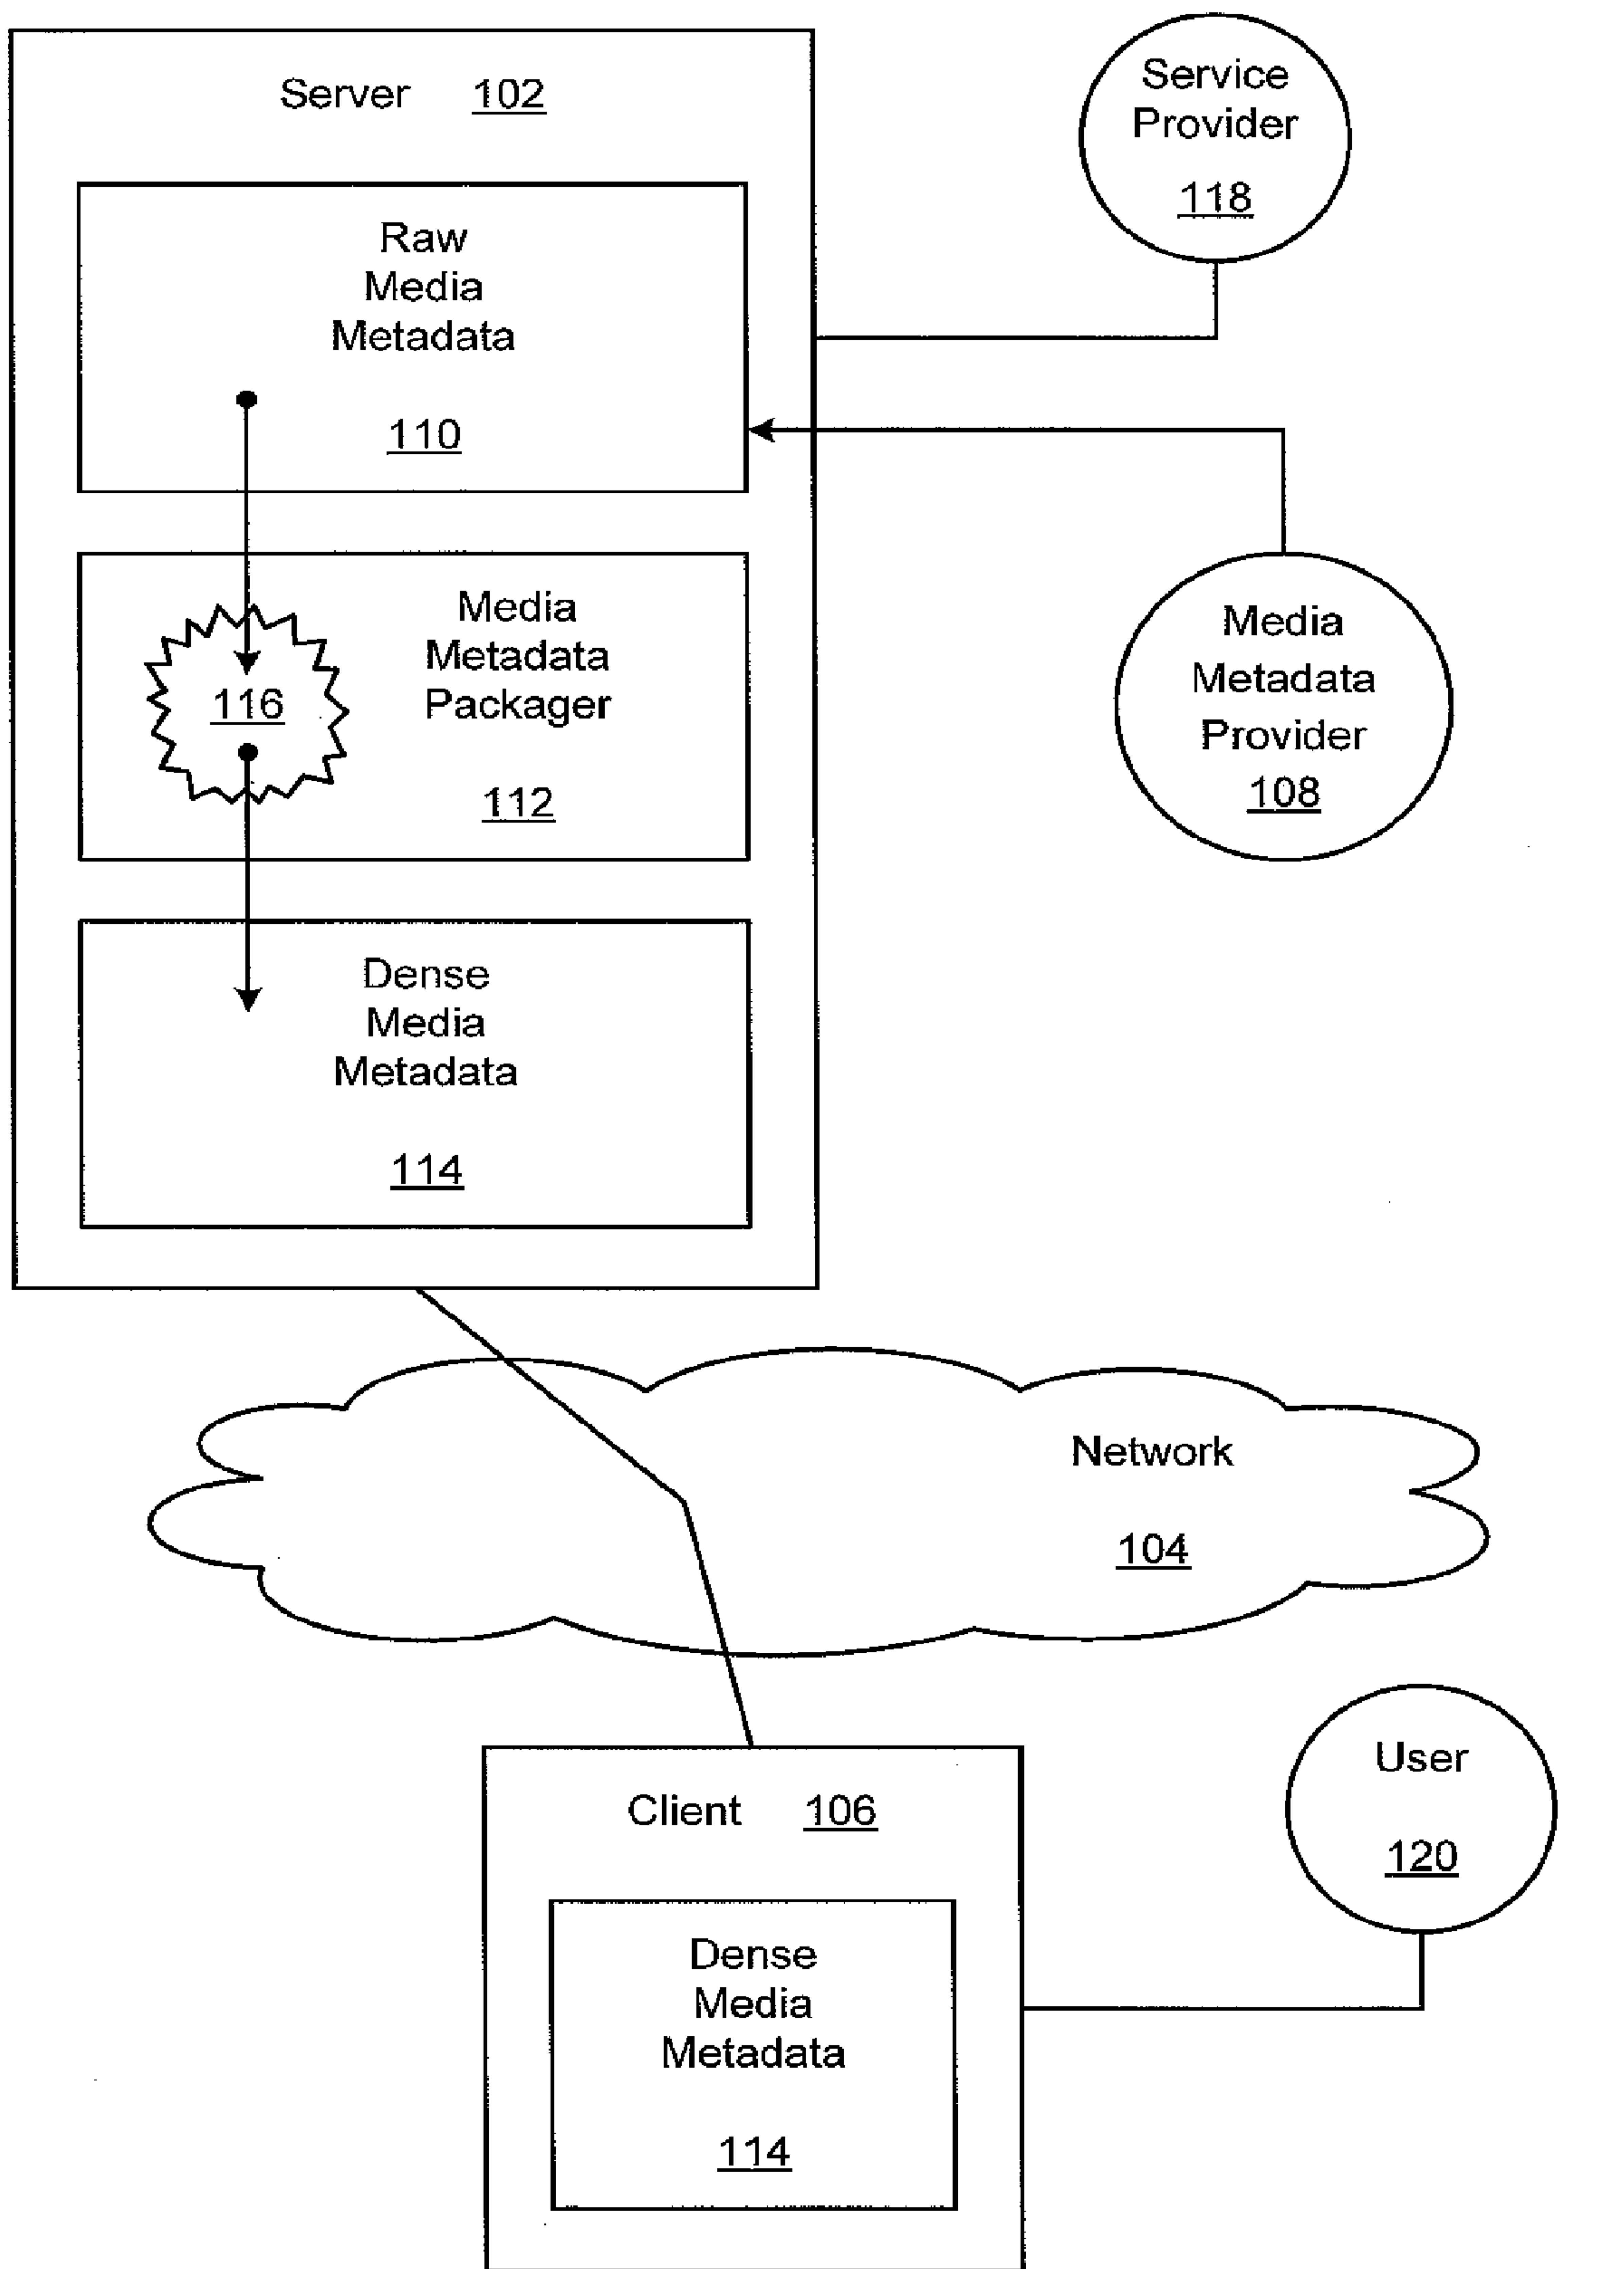 Server 102
Raw
Media
Metadata
110
Service
Provider
118
Media
Metadata
Packager
112
116
Media
Metadata
Provider
108
Dense
Media
Metadata
114
Network
104
Client 106
Dense
Media
Metadata
114
User
120